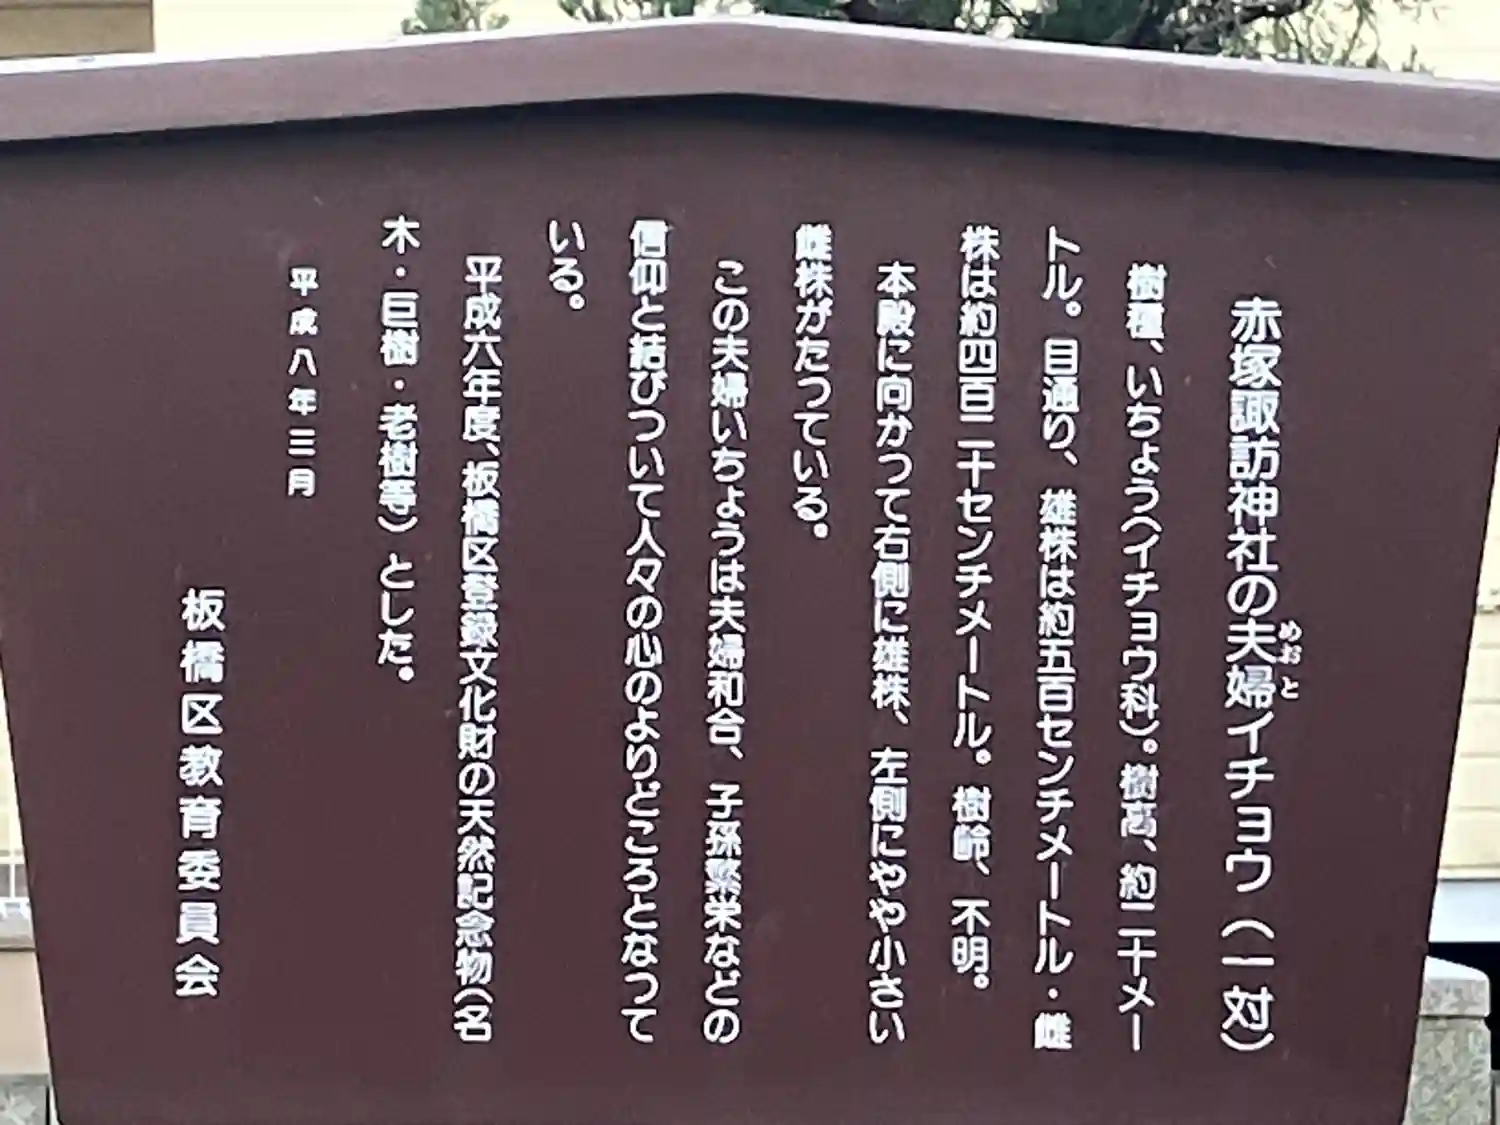 赤塚諏訪神社の夫婦イチョウ（一対）
めおと
樹種、いちょう（イチョウ科）。樹高、約二十メー
トル。目通り、雄株は約五百センチメートル・雌
株は約四百二十センチメートル。樹齢、不明。
本殿に向かって右側に雄株、左側にやや小さい
雌株がたっている。
この夫婦いちょうは夫婦和合、子孫繁栄などの
信仰と結びついて人々の心のよりどころとなって
いる。
平成六年度、板橋区登録文化財の天然記念物（名
木・巨樹・老樹等）とした。
平成八年三月
板橋区教育委員会